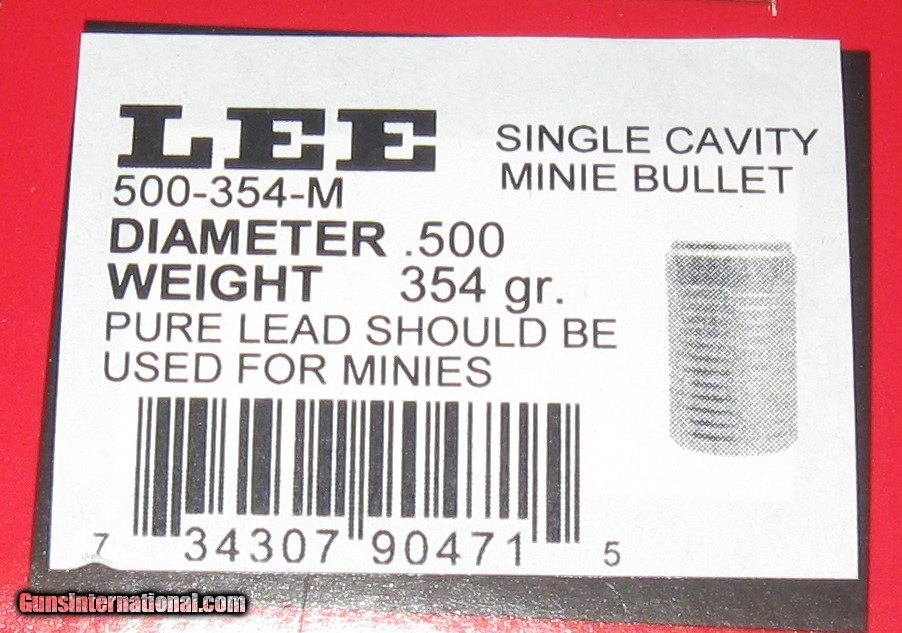 LEE
SINGLE CAVITY
MINIE BULLET
500-354-M
DIAMETER .500
WEIGHT 354 gr.
PURE LEAD SHOULD BE
USED FOR MINIES
7 34307 90471 5
GunsInternational.com